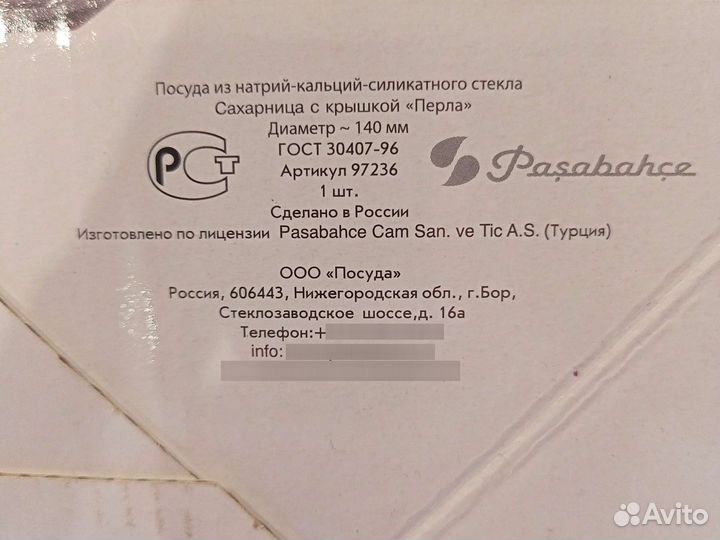 Посуда из натрий-кальций-силикатного стекла
Сахарница с крышкой «Перла»
Диаметр ~ 140 мм
ГОСТ 30407-96
Артикул 97236
1 шт.
Сделано в России
Изготовлено по лицензии Pasabahce Cam San. ve Tic A.S. (Турция)
РСТ
Paşabahçe
ООО «Посуда»
Россия, 606443, Нижегородская обл., г.Бор,
Стеклозаводское шоссе,д. 16а
Телефон:+
info:
Avito